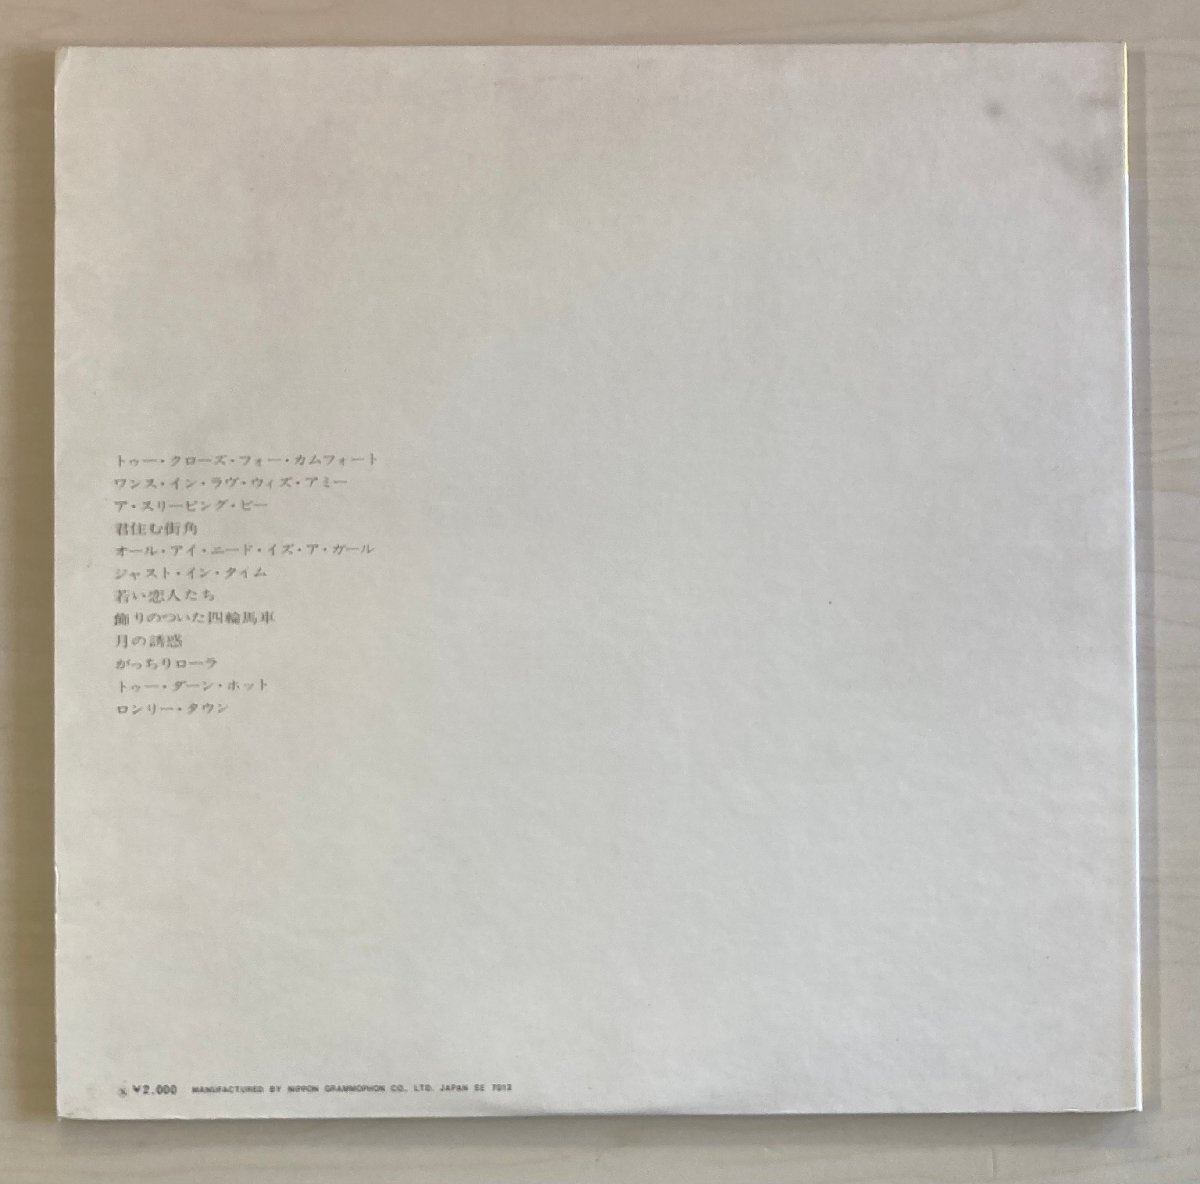 トゥー・クローズ・フォー・カムフォート
ワンス・イン・ラヴ・ウィズ・アミー
ア・スリーピング・ビー
君住む街角
オール・アイ・ニード・イズ・ア・ガール
ジャスト・イン・タイム
若い恋人たち
飾りのついた四輪馬車
月の誘惑
がっちりローラ
トゥー・ダーン・ホット
ロンリー・タウン
¥2,000 MANUFACTURED BY NIPPON GRAMMOPHON CO., LTD. JAPAN SE 7012